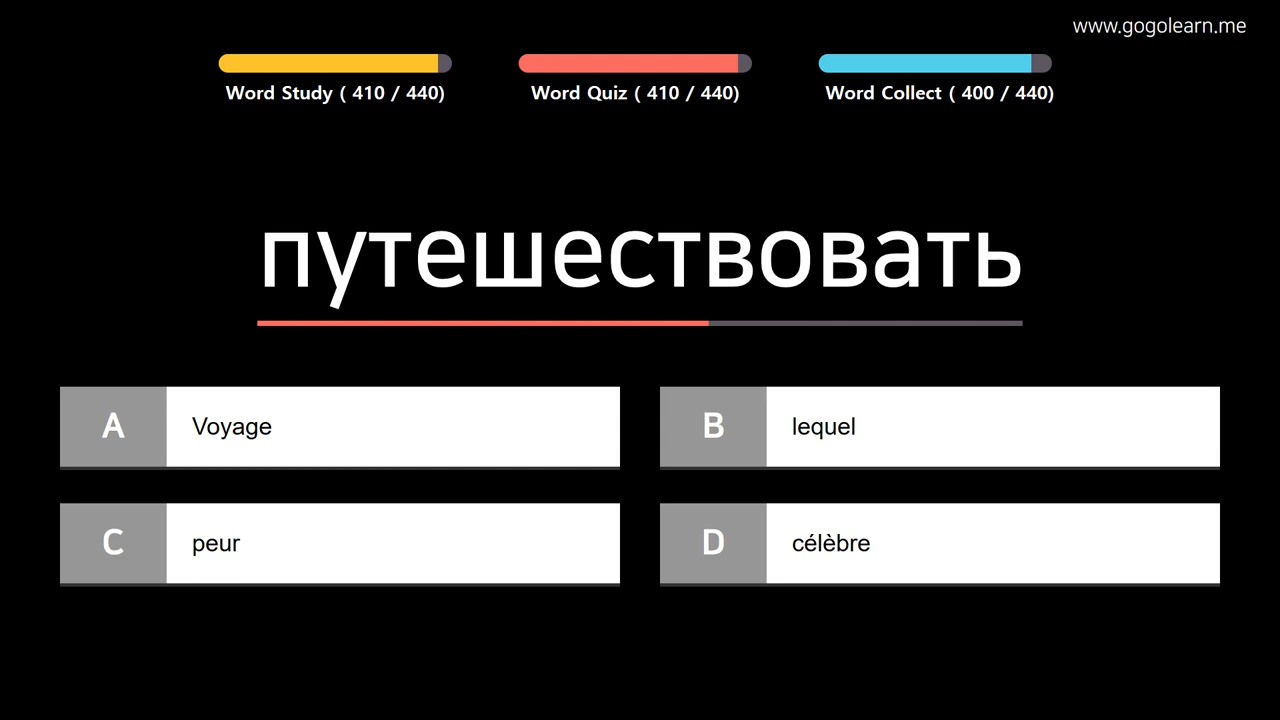 www.gogolearn.me
Word Study ( 410 / 440)
Word Quiz ( 410 / 440)
Word Collect ( 400 / 440)
путешествовать
A Voyage
B lequel
C peur
D célèbre